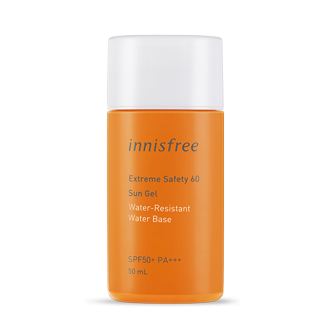 innisfree
Extreme Safety 60
Sun Gel
Water-Resistant
Water Base
SPF50+ PA+++
50 mL